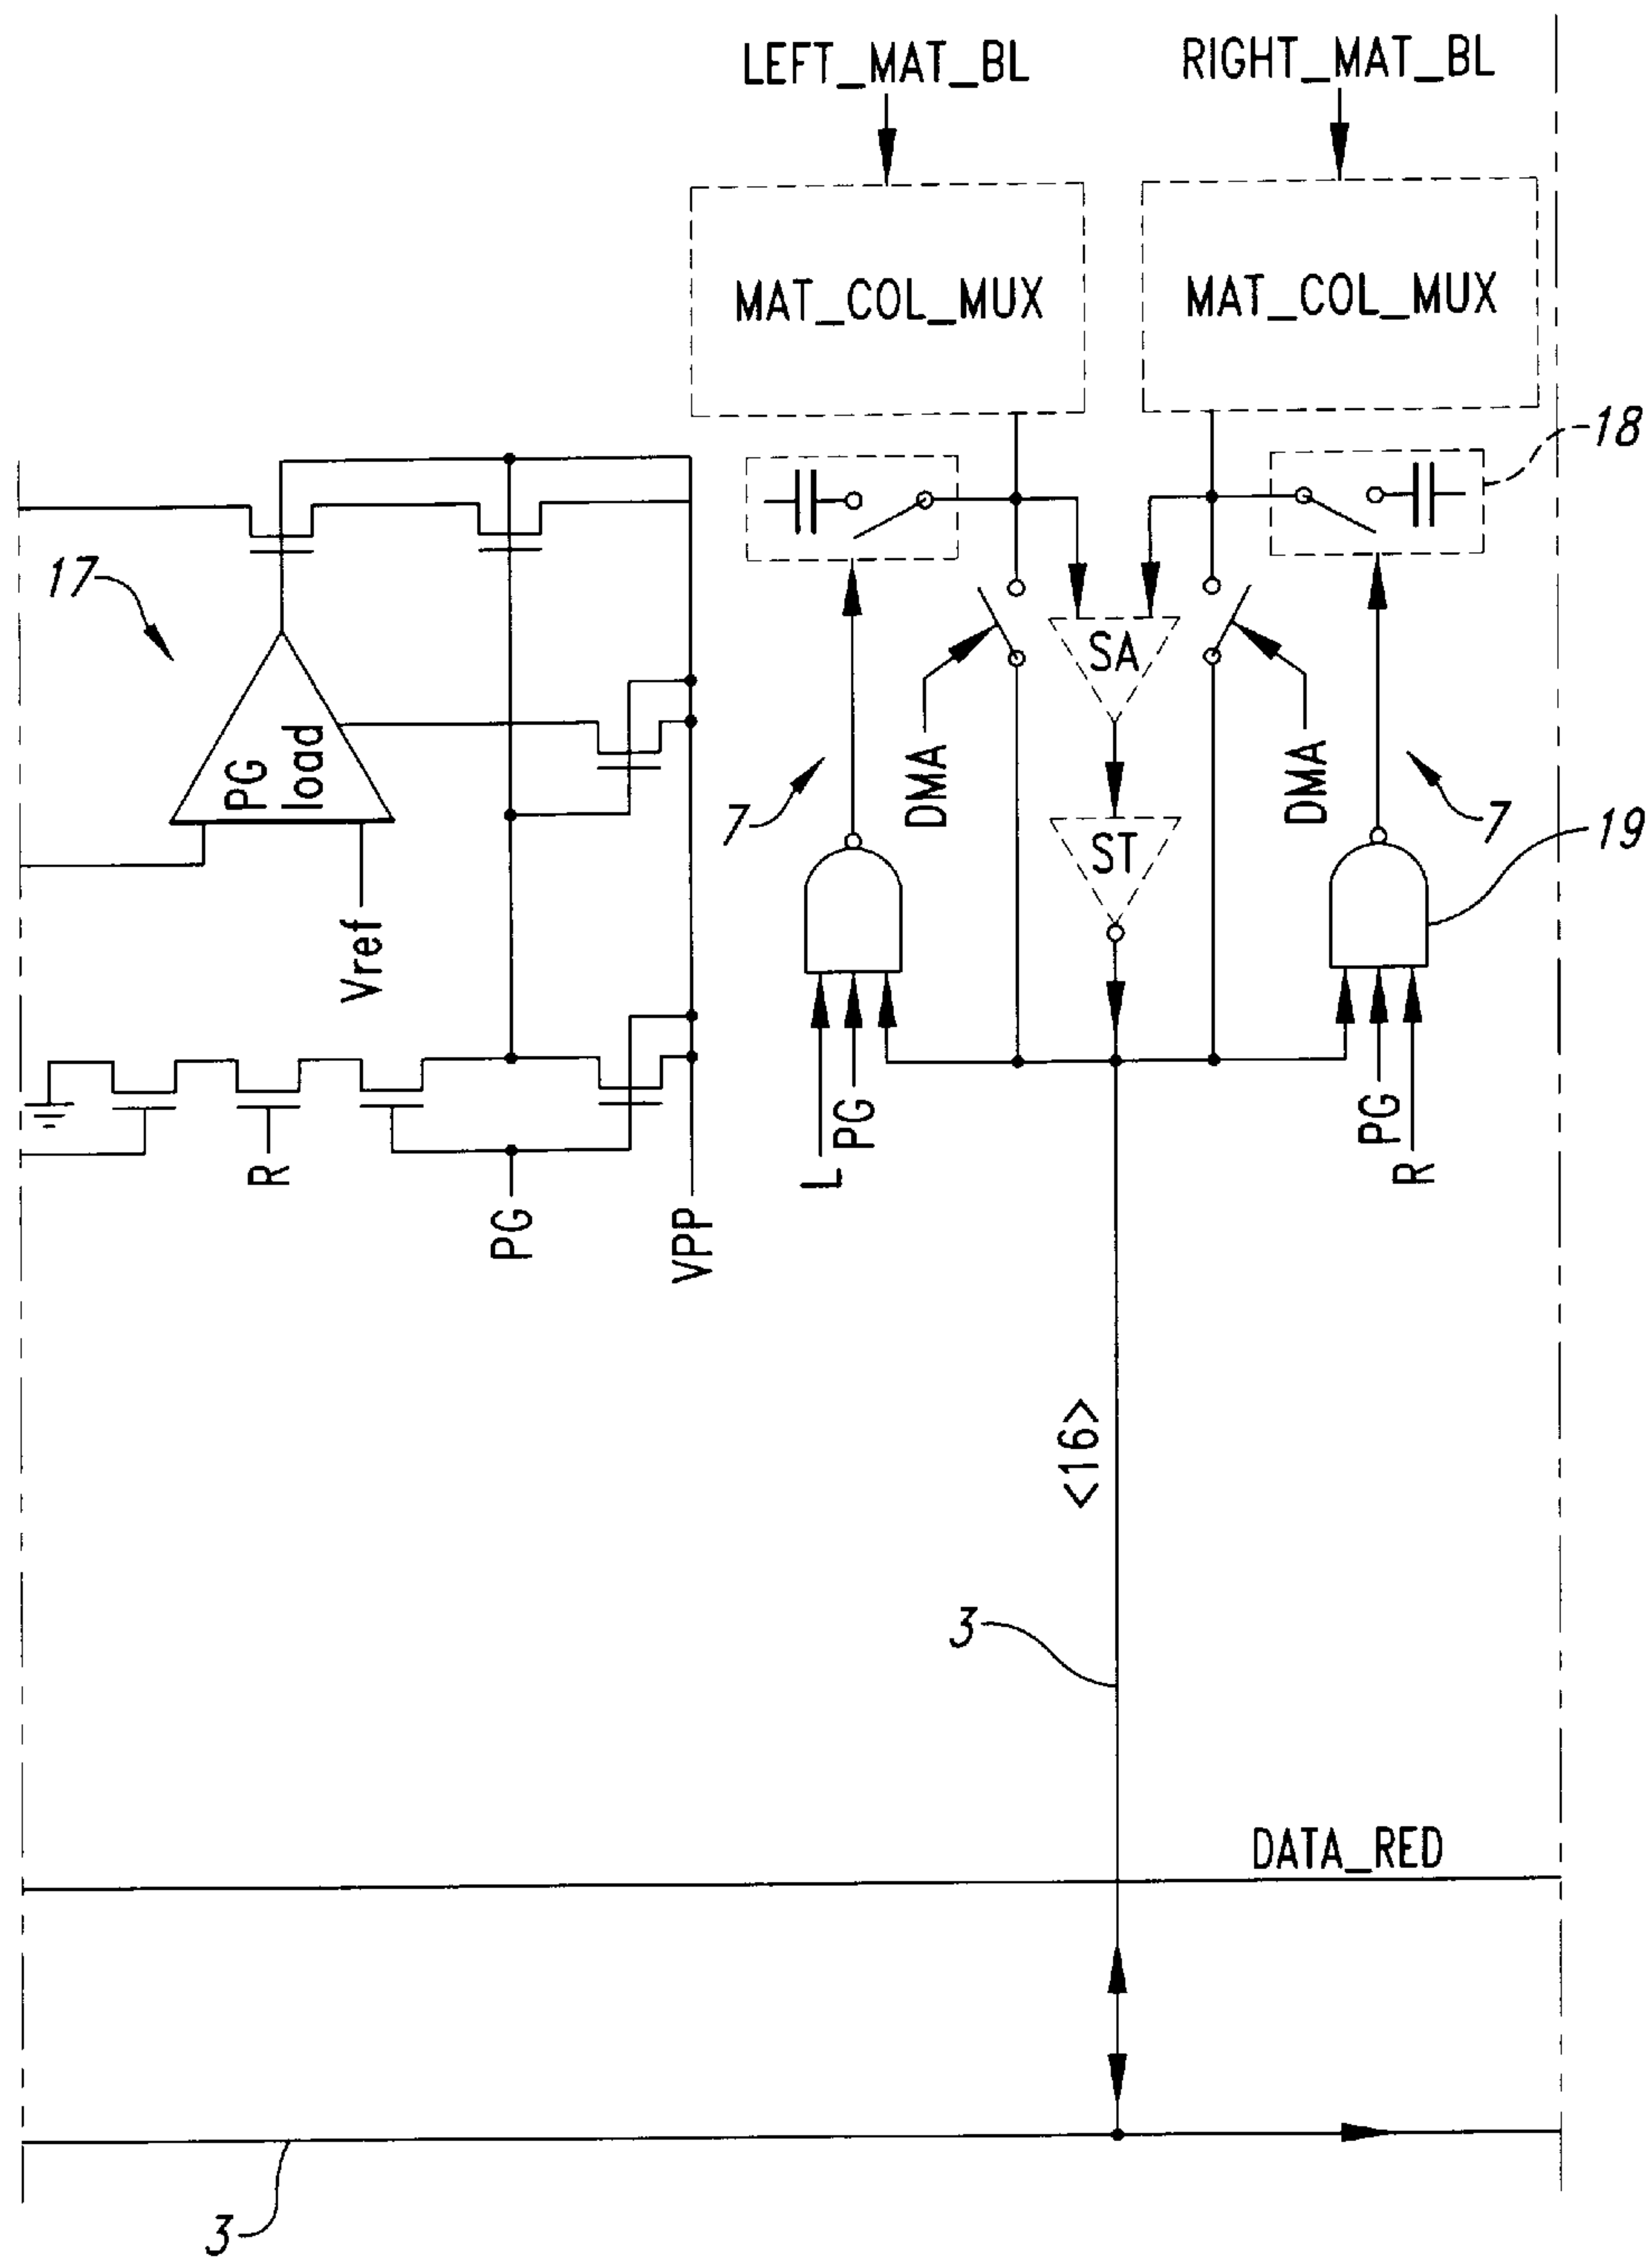 LEFT_MAT_BL
RIGHT_MAT_BL
MAT_COL_MUX
MAT_COL_MUX
18
17
PG load
Vref
SA
ST
DMA
DMA
7
7
19
R
PG
VPP
L
PG
PG
R
<16>
3
DATA_RED
3